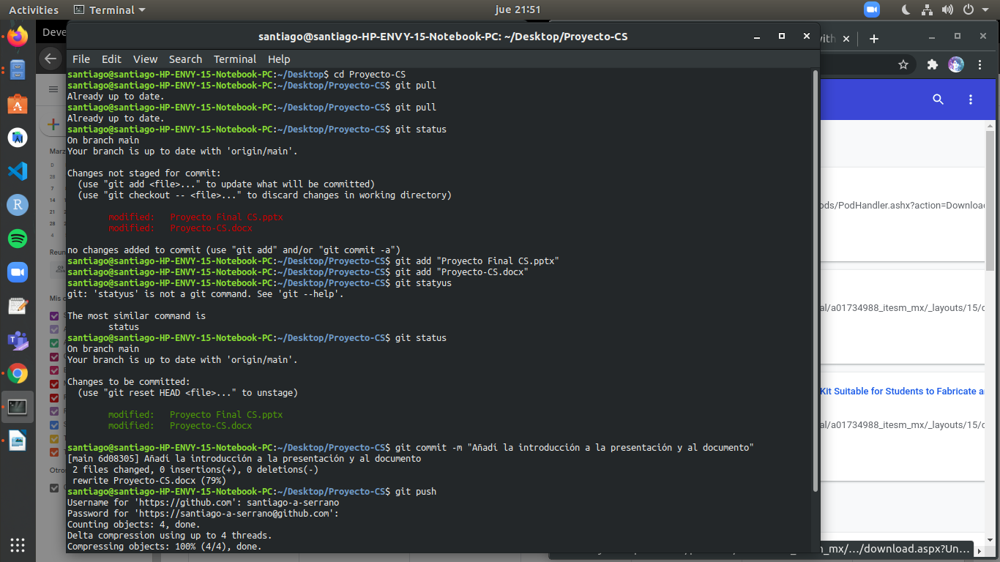 Activities
Terminal
jue 21:51
Deve
santiago@santiago-HP-ENVY-15-Notebook-PC: ~/Desktop/Proyecto-CS
File Edit View Search Terminal Help
santiago@santiago-HP-ENVY-15-Notebook-PC:~/Desktop$ cd Proyecto-CS
santiago@santiago-HP-ENVY-15-Notebook-PC:~/Desktop/Proyecto-CS$ git pull
Already up to date.
santiago@santiago-HP-ENVY-15-Notebook-PC:~/Desktop/Proyecto-CS$ git pull
Already up to date.
santiago@santiago-HP-ENVY-15-Notebook-PC:~/Desktop/Proyecto-CS$ git status
On branch main
Your branch is up to date with 'origin/main'.
Changes not staged for commit:
(use "git add <file>..." to update what will be committed)
(use "git checkout -- <file>..." to discard changes in working directory)
modified: Proyecto Final CS.pptx
modified: Proyecto-CS.docx
no changes added to commit (use "git add" and/or "git commit -a")
santiago@santiago-HP-ENVY-15-Notebook-PC:~/Desktop/Proyecto-CS$ git add "Proyecto Final CS.pptx"
santiago@santiago-HP-ENVY-15-Notebook-PC:~/Desktop/Proyecto-CS$ git add "Proyecto-CS.docx"
santiago@santiago-HP-ENVY-15-Notebook-PC:~/Desktop/Proyecto-CS$ git statyus
git: 'statyus' is not a git command. See 'git --help'.
The most similar command is
status
santiago@santiago-HP-ENVY-15-Notebook-PC:~/Desktop/Proyecto-CS$ git status
On branch main
Your branch is up to date with 'origin/main'.
Changes to be committed:
(use "git reset HEAD <file>..." to unstage)
modified: Proyecto Final CS.pptx
modified: Proyecto-CS.docx
santiago@santiago-HP-ENVY-15-Notebook-PC:~/Desktop/Proyecto-CS$ git commit -m "Añadi la introducción a la presentación y al documento"
[main 6d08305] Añadi la introducción a la presentación y al documento
2 files changed, 0 insertions(+), 0 deletions(-)
rewrite Proyecto-CS.docx (79%)
santiago@santiago-HP-ENVY-15-Notebook-PC:~/Desktop/Proyecto-CS$ git push
Username for 'https://github.com': santiago-a-serrano
Password for 'https://santiago-a-serrano@github.com':
Counting objects: 4, done.
Delta compression using up to 4 threads.
Compressing objects: 100% (4/4), done.
Marz
D
28
7
14
21
28
4
Reun
Mis c
Otro
ods/PodHandler.ashx?action=Downloa
al/a01734988_itesm_mx/_layouts/15/
Kit Suitable for Students to Fabricate a
al/a01734988_itesm_mx/_layouts/15/
m_mx/…/download.aspx?Un…